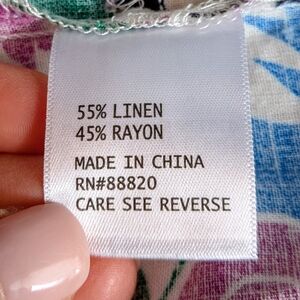 55% LINEN
45% RAYON
MADE IN CHINA
RN#88820
CARE SEE REVERSE